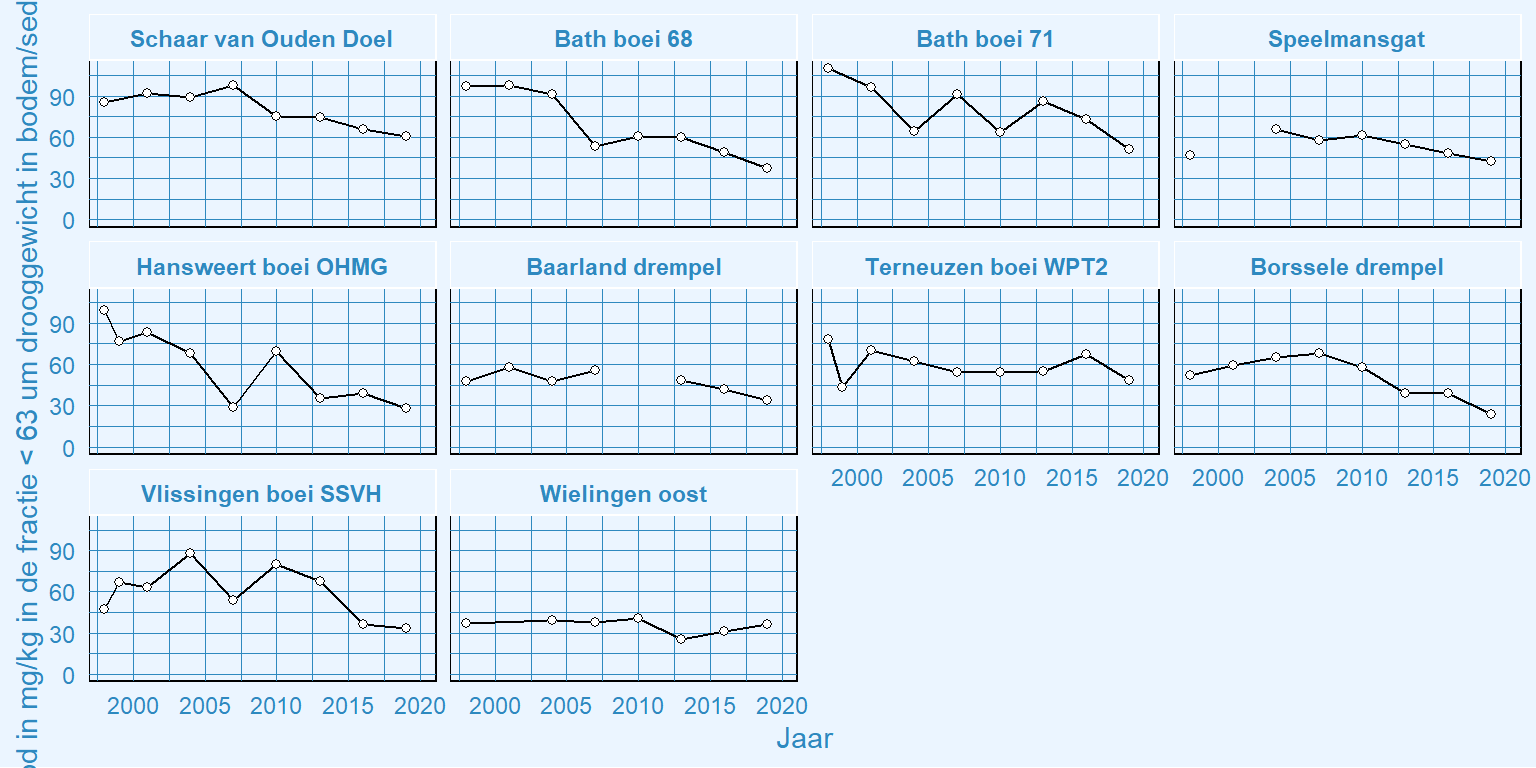 Schaar van Ouden Doel
Bath boei 68
Bath boei 71
Speelmansgat
90
60
30
0
Hansweert boei OHMG
Baarland drempel
Terneuzen boei WPT2
Borssele drempel
90
60
30
0
2000 2005 2010 2015 2020
2000 2005 2010 2015 2020
Vlissingen boei SSVH
Wielingen oost
90
60
30
0
2000 2005 2010 2015 2020
2000 2005 2010 2015 2020
Jaar
in mg/kg in de fractie < 63 um drooggewicht in